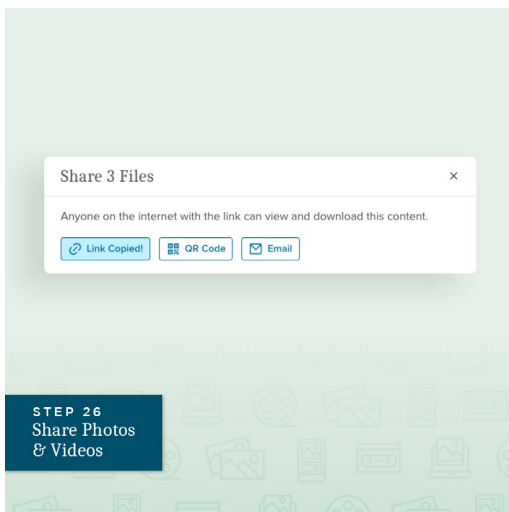 Share 3 Files
Anyone on the internet with the link can view and download this content.
Link Copied! QR Code Email
STEP 26
Share Photos
& Videos